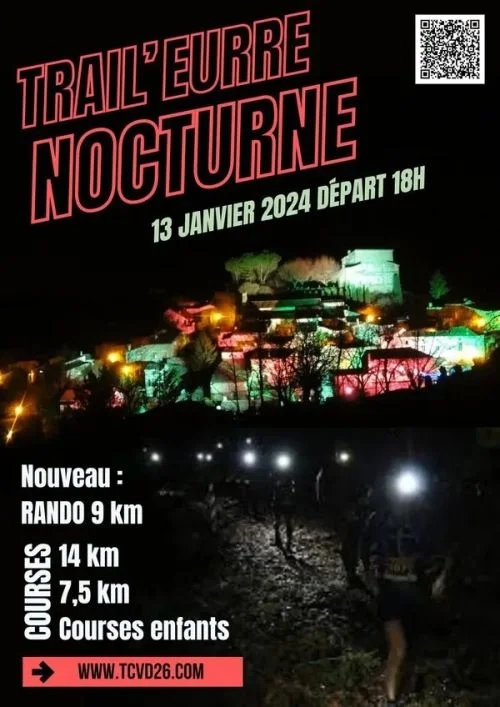 TRAIL'EURRE
NOCTURNE
13 JANVIER 2024 DÉPART 18H
Nouveau :
RANDO 9 km
COURSES
14 km
7,5 km
Courses enfants
WWW.TCVD26.COM